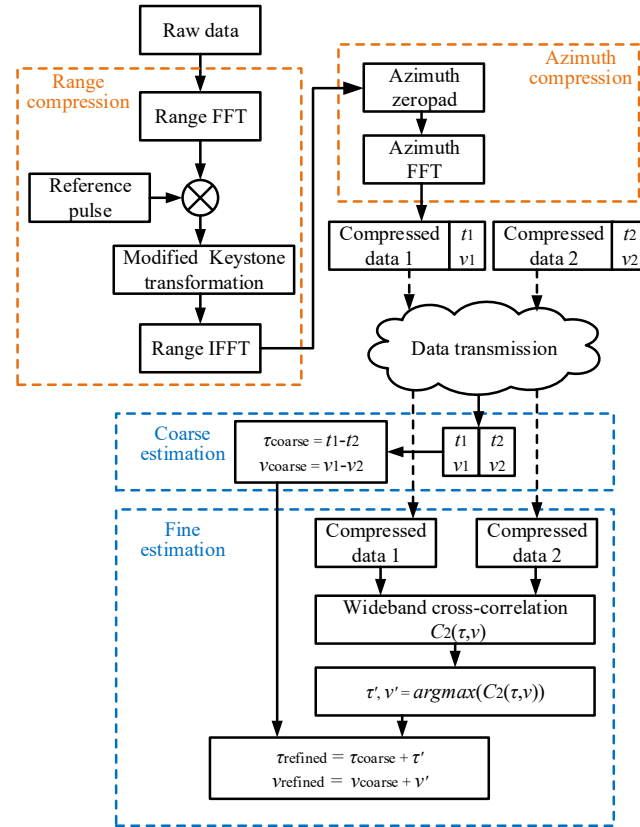 Raw data
Range
compression
Range FFT
Reference
pulse
Modified Keystone
transformation
Range IFFT
Azimuth
compression
Azimuth
zeropad
Azimuth
FFT
Compressed
data 1
t1
v1
Compressed
data 2
t2
v2
Data transmission
Coarse
estimation
τcoarse = t1-t2
vcoarse = v1-v2
t1
v1
t2
v2
Fine
estimation
Compressed
data 1
Compressed
data 2
Wideband cross-correlation
C2(τ,v)
τ′, v′ = argmax(C2(τ,v))
τrefined = τcoarse + τ′
vrefined = vcoarse + v′